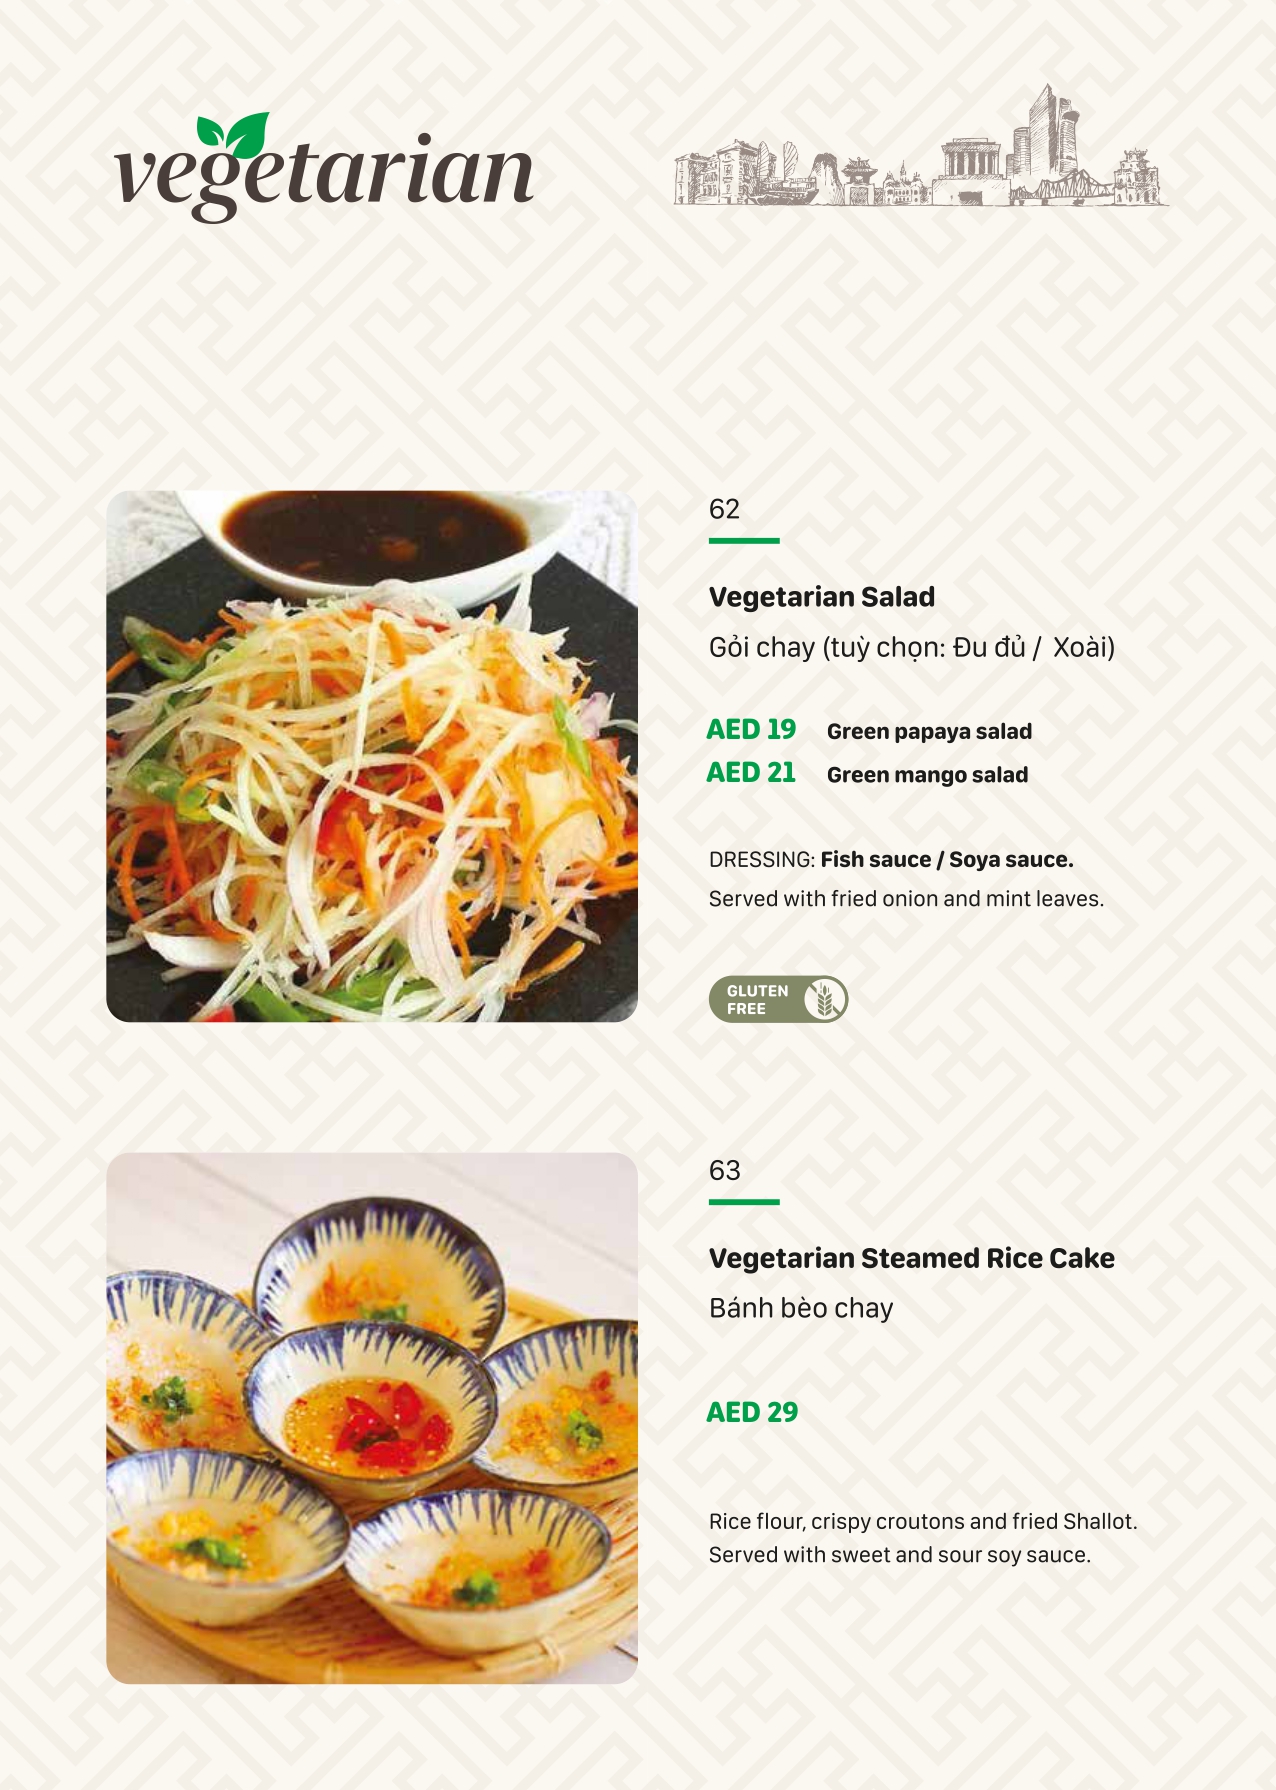 vegetarian
62
Vegetarian Salad
Gỏi chay (tuỳ chọn: Đu đủ / Xoài)
AED 19 Green papaya salad
AED 21 Green mango salad
DRESSING: Fish sauce / Soya sauce.
Served with fried onion and mint leaves.
GLUTEN
FREE
63
Vegetarian Steamed Rice Cake
Bánh bèo chay
AED 29
Rice flour, crispy croutons and fried Shallot.
Served with sweet and sour soy sauce.